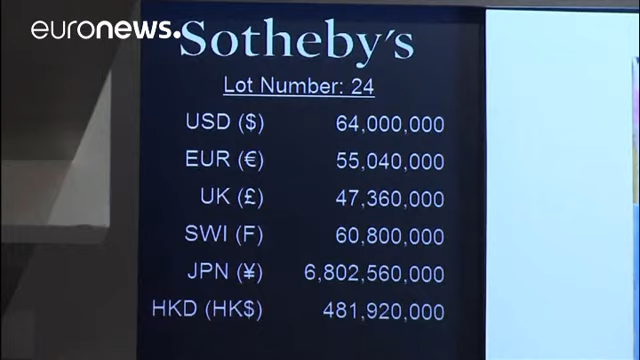 euronews.
Sotheby's
Lot Number: 24
USD ($) 64,000,000
EUR (€) 55,040,000
UK (£) 47,360,000
SWI (F) 60,800,000
JPN (¥) 6,802,560,000
HKD (HK$) 481,920,000